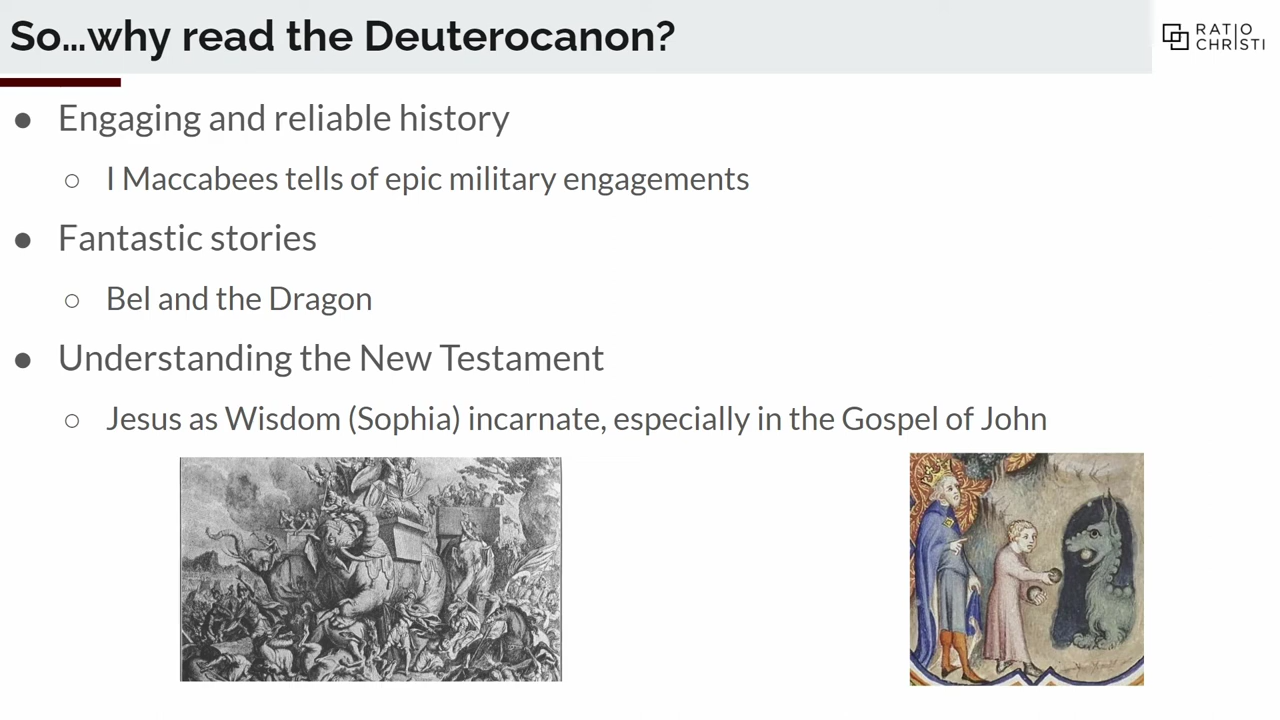 So...why read the Deuterocanon?
RATIO
CHRISTI
● Engaging and reliable history
○ I Maccabees tells of epic military engagements
● Fantastic stories
○ Bel and the Dragon
● Understanding the New Testament
○ Jesus as Wisdom (Sophia) incarnate, especially in the Gospel of John